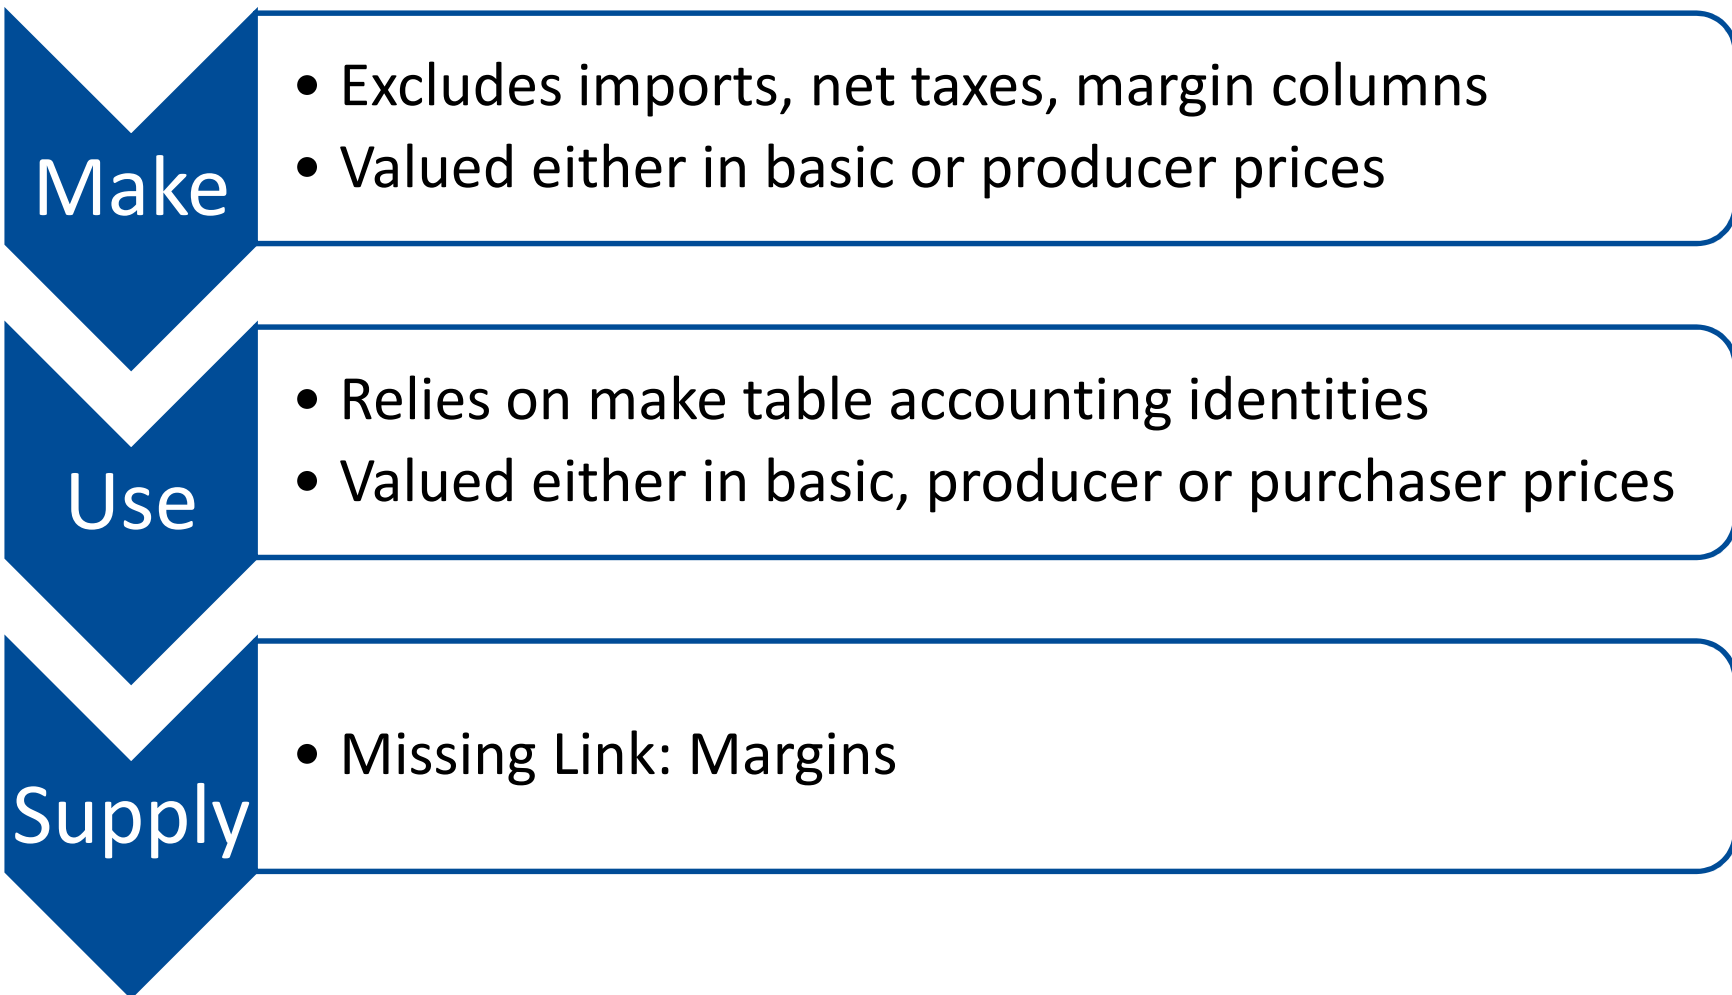 Make
• Excludes imports, net taxes, margin columns
• Valued either in basic or producer prices
Use
• Relies on make table accounting identities
• Valued either in basic, producer or purchaser prices
Supply
• Missing Link: Margins